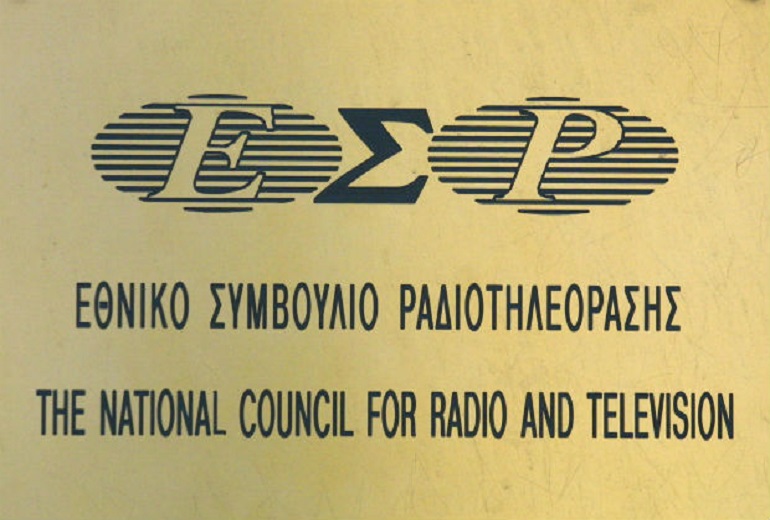 ΕΣΡ
ΕΘΝΙΚΟ ΣΥΜΒΟΥΛΙΟ ΡΑΔΙΟΤΗΛΕΟΡΑΣΗΣ
THE NATIONAL COUNCIL FOR RADIO AND TELEVISION